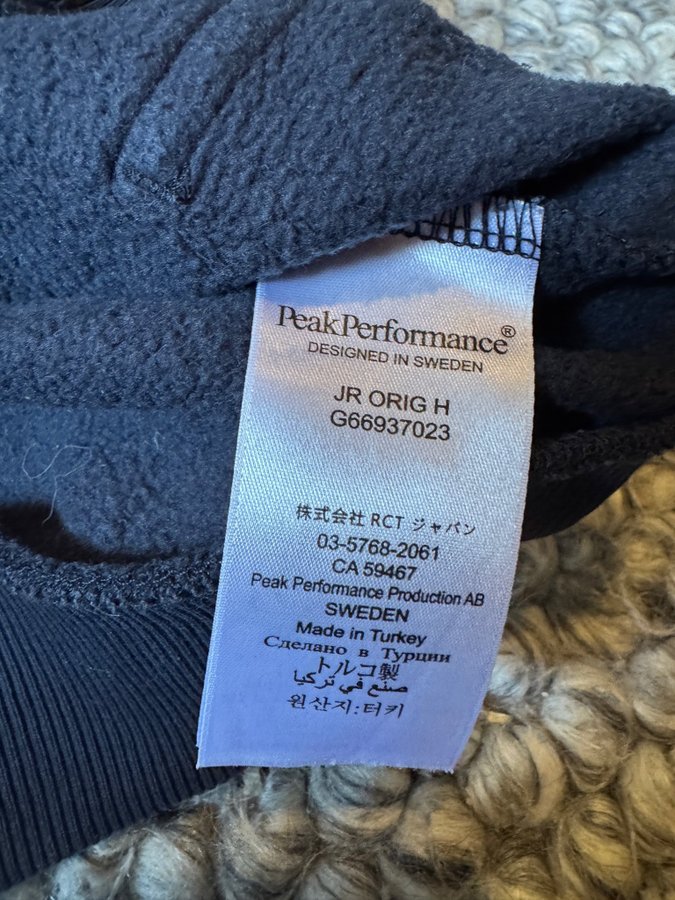 PeakPerformance®
DESIGNED IN SWEDEN
JR ORIG H
G66937023
株式会社 RCT ジャパン
03-5768-2061
CA 59467
Peak Performance Production AB
SWEDEN
Made in Turkey
Сделано в Турции
トルコ製
صنع في تركيا
원산지:터키